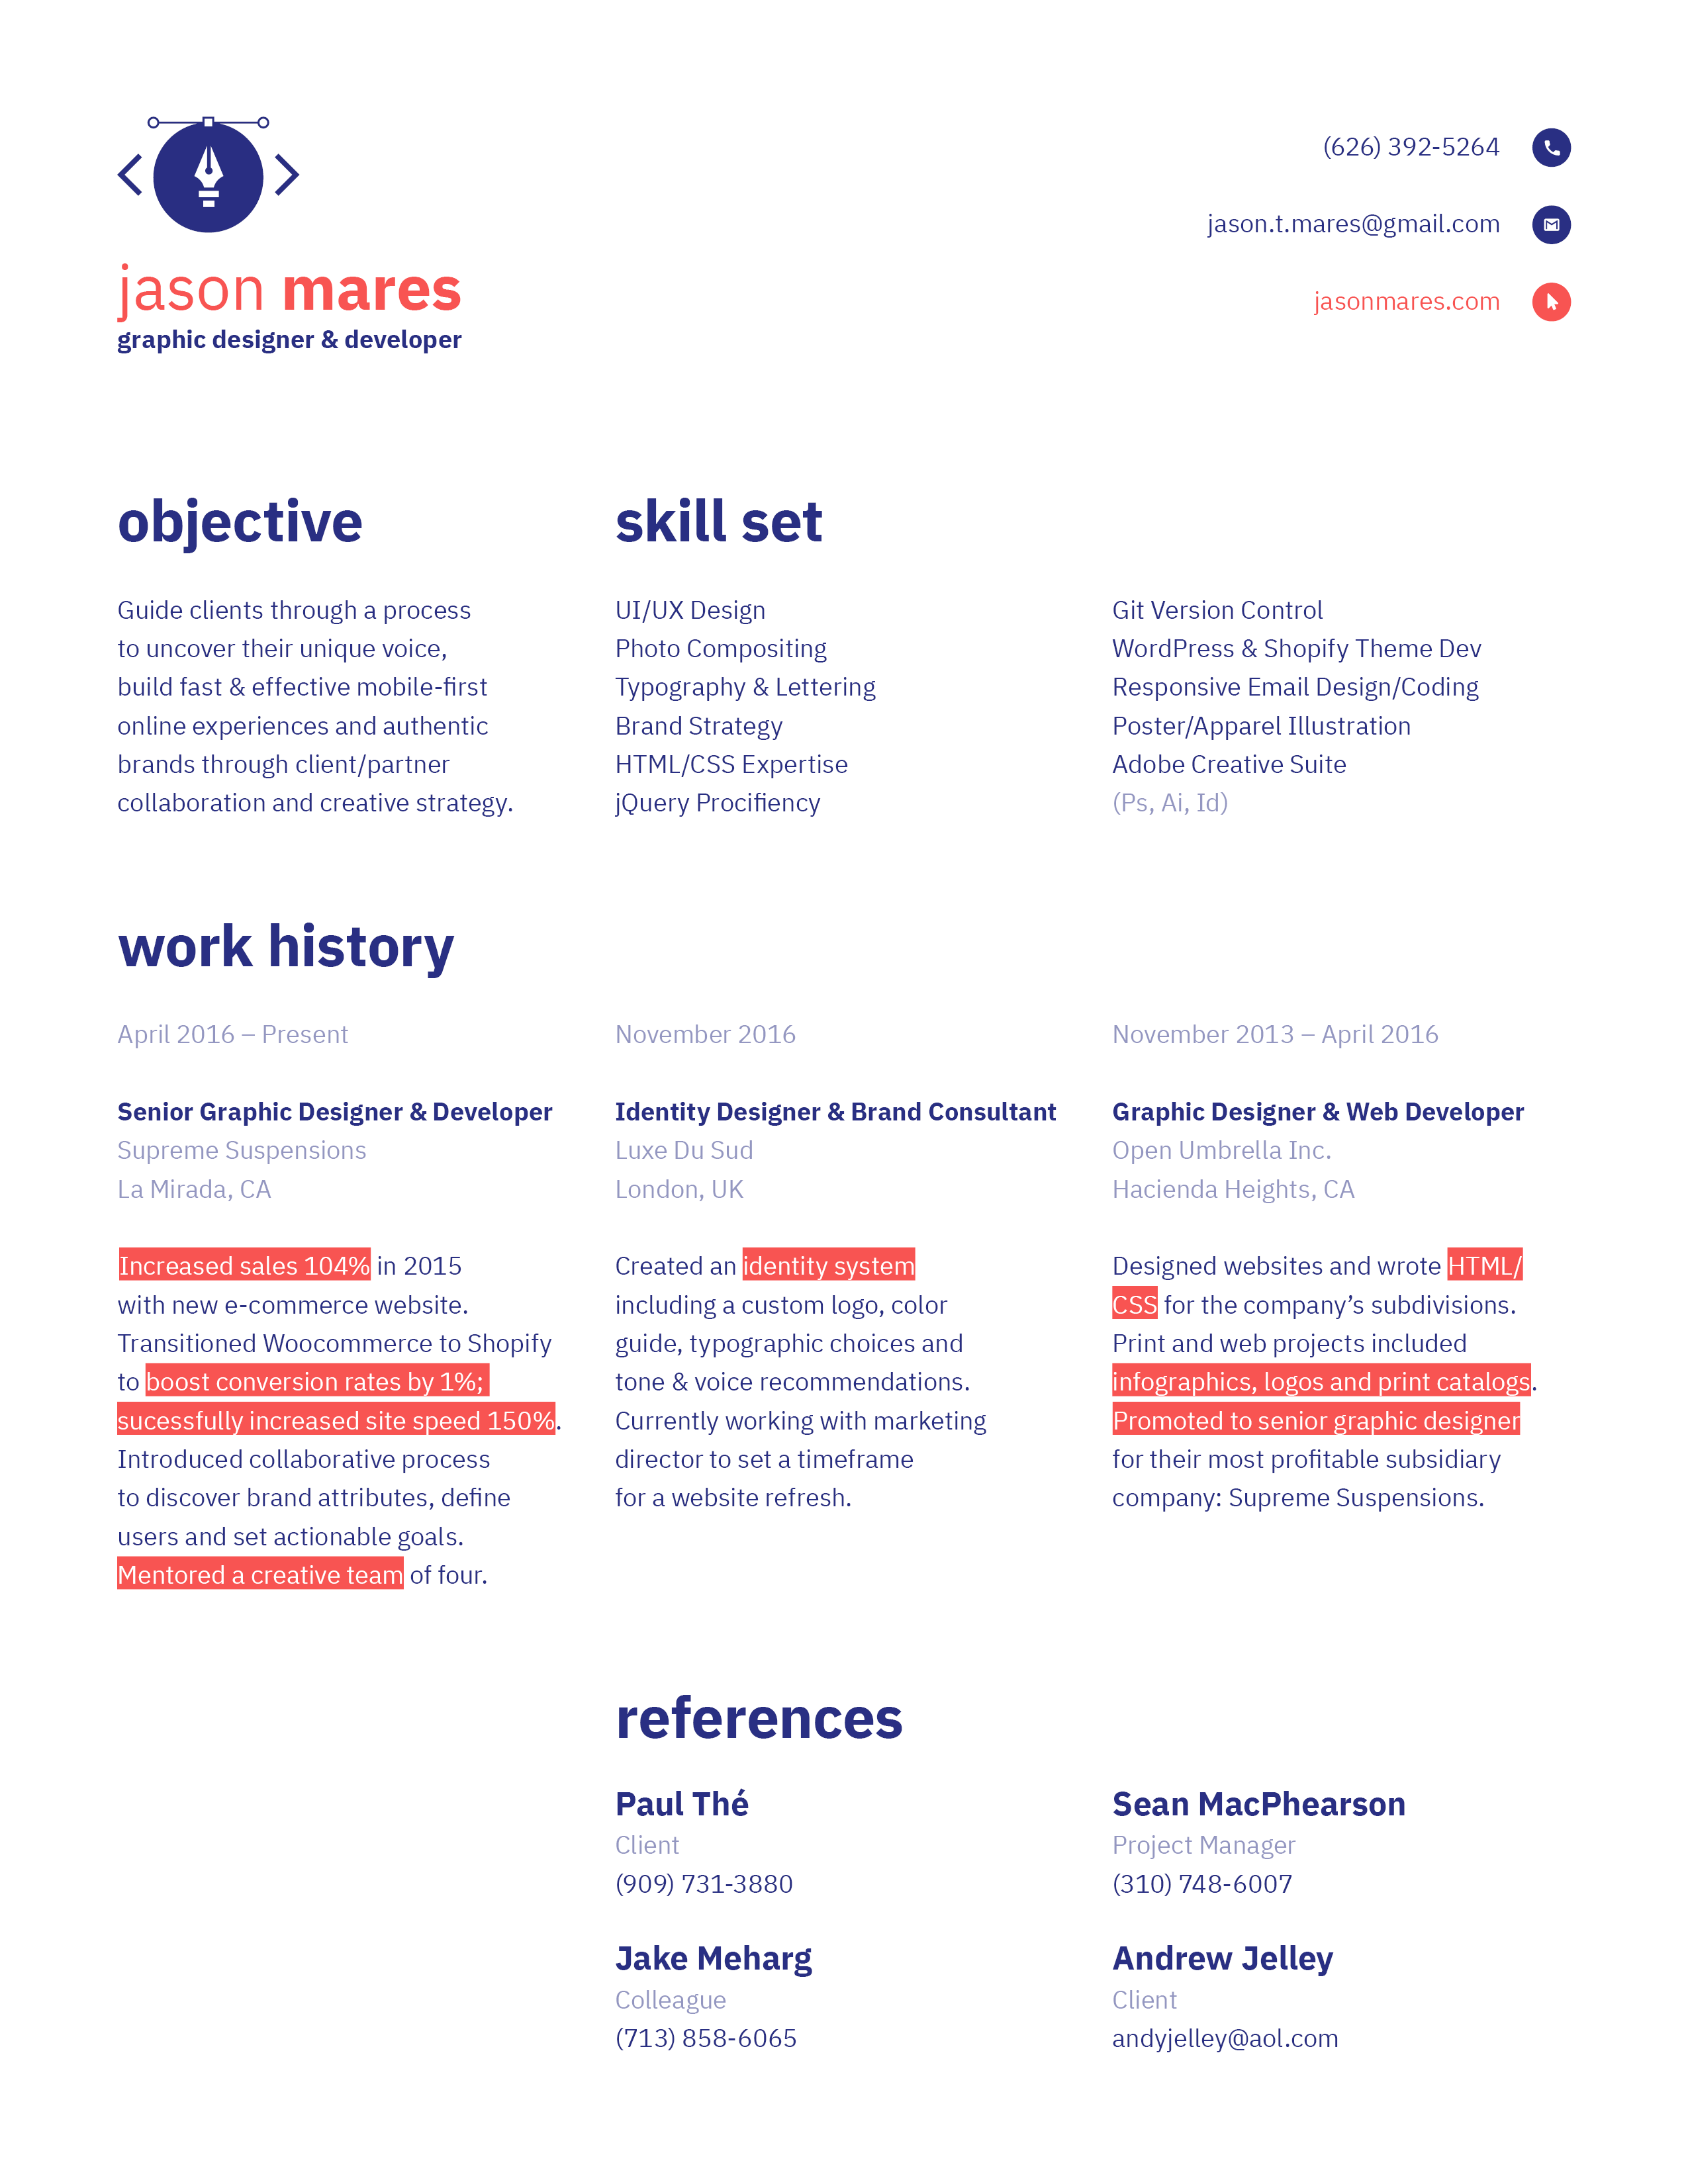 jason mares
graphic designer & developer
(626) 392-5264
jason.t.mares@gmail.com
jasonmares.com
objective
Guide clients through a process
to uncover their unique voice,
build fast & effective mobile-first
online experiences and authentic
brands through client/partner
collaboration and creative strategy.
skill set
UI/UX Design
Photo Compositing
Typography & Lettering
Brand Strategy
HTML/CSS Expertise
jQuery Procifiency
Git Version Control
WordPress & Shopify Theme Dev
Responsive Email Design/Coding
Poster/Apparel Illustration
Adobe Creative Suite
(Ps, Ai, Id)
work history
April 2016 – Present
Senior Graphic Designer & Developer
Supreme Suspensions
La Mirada, CA
Increased sales 104% in 2015
with new e-commerce website.
Transitioned Woocommerce to Shopify
to boost conversion rates by 1%;
sucessfully increased site speed 150%.
Introduced collaborative process
to discover brand attributes, define
users and set actionable goals.
Mentored a creative team of four.
November 2016
Identity Designer & Brand Consultant
Luxe Du Sud
London, UK
Created an identity system
including a custom logo, color
guide, typographic choices and
tone & voice recommendations.
Currently working with marketing
director to set a timeframe
for a website refresh.
November 2013 – April 2016
Graphic Designer & Web Developer
Open Umbrella Inc.
Hacienda Heights, CA
Designed websites and wrote HTML/
CSS for the company’s subdivisions.
Print and web projects included
infographics, logos and print catalogs.
Promoted to senior graphic designer
for their most profitable subsidiary
company: Supreme Suspensions.
references
Paul Thé
Client
(909) 731-3880
Sean MacPhearson
Project Manager
(310) 748-6007
Jake Meharg
Colleague
(713) 858-6065
Andrew Jelley
Client
andyjelley@aol.com